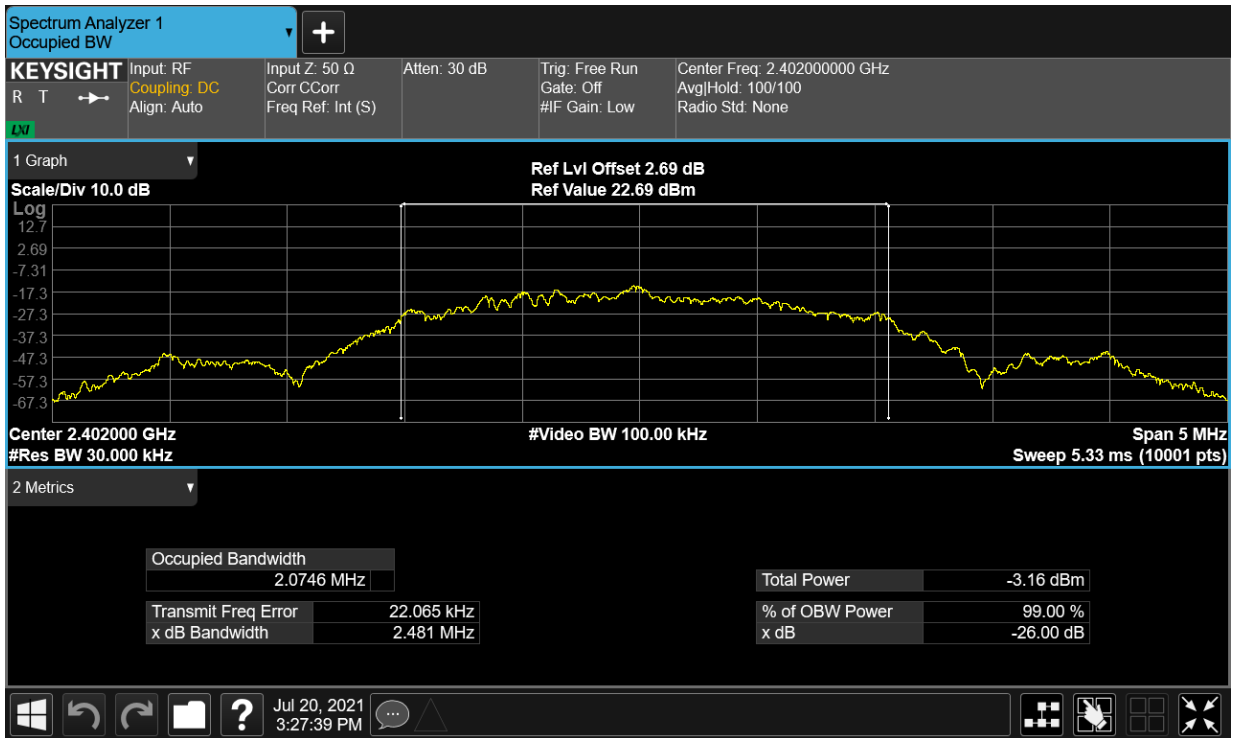 Spectrum Analyzer 1
Occupied BW
KEYSIGHT
R T
LXI
Input: RF
Coupling: DC
Align: Auto
Input Z: 50 Ω
Corr CCorr
Freq Ref: Int (S)
Atten: 30 dB
Trig: Free Run
Gate: Off
#IF Gain: Low
Center Freq: 2.402000000 GHz
Avg|Hold: 100/100
Radio Std: None
1 Graph
Scale/Div 10.0 dB
Ref Lvl Offset 2.69 dB
Ref Value 22.69 dBm
Log
12.7
2.69
-7.31
-17.3
-27.3
-37.3
-47.3
-57.3
-67.3
Center 2.402000 GHz
#Res BW 30.000 kHz
#Video BW 100.00 kHz
Span 5 MHz
Sweep 5.33 ms (10001 pts)
2 Metrics
Occupied Bandwidth
2.0746 MHz
Transmit Freq Error 22.065 kHz
x dB Bandwidth 2.481 MHz
Total Power -3.16 dBm
% of OBW Power 99.00 %
x dB -26.00 dB
?
Jul 20, 2021
3:27:39 PM